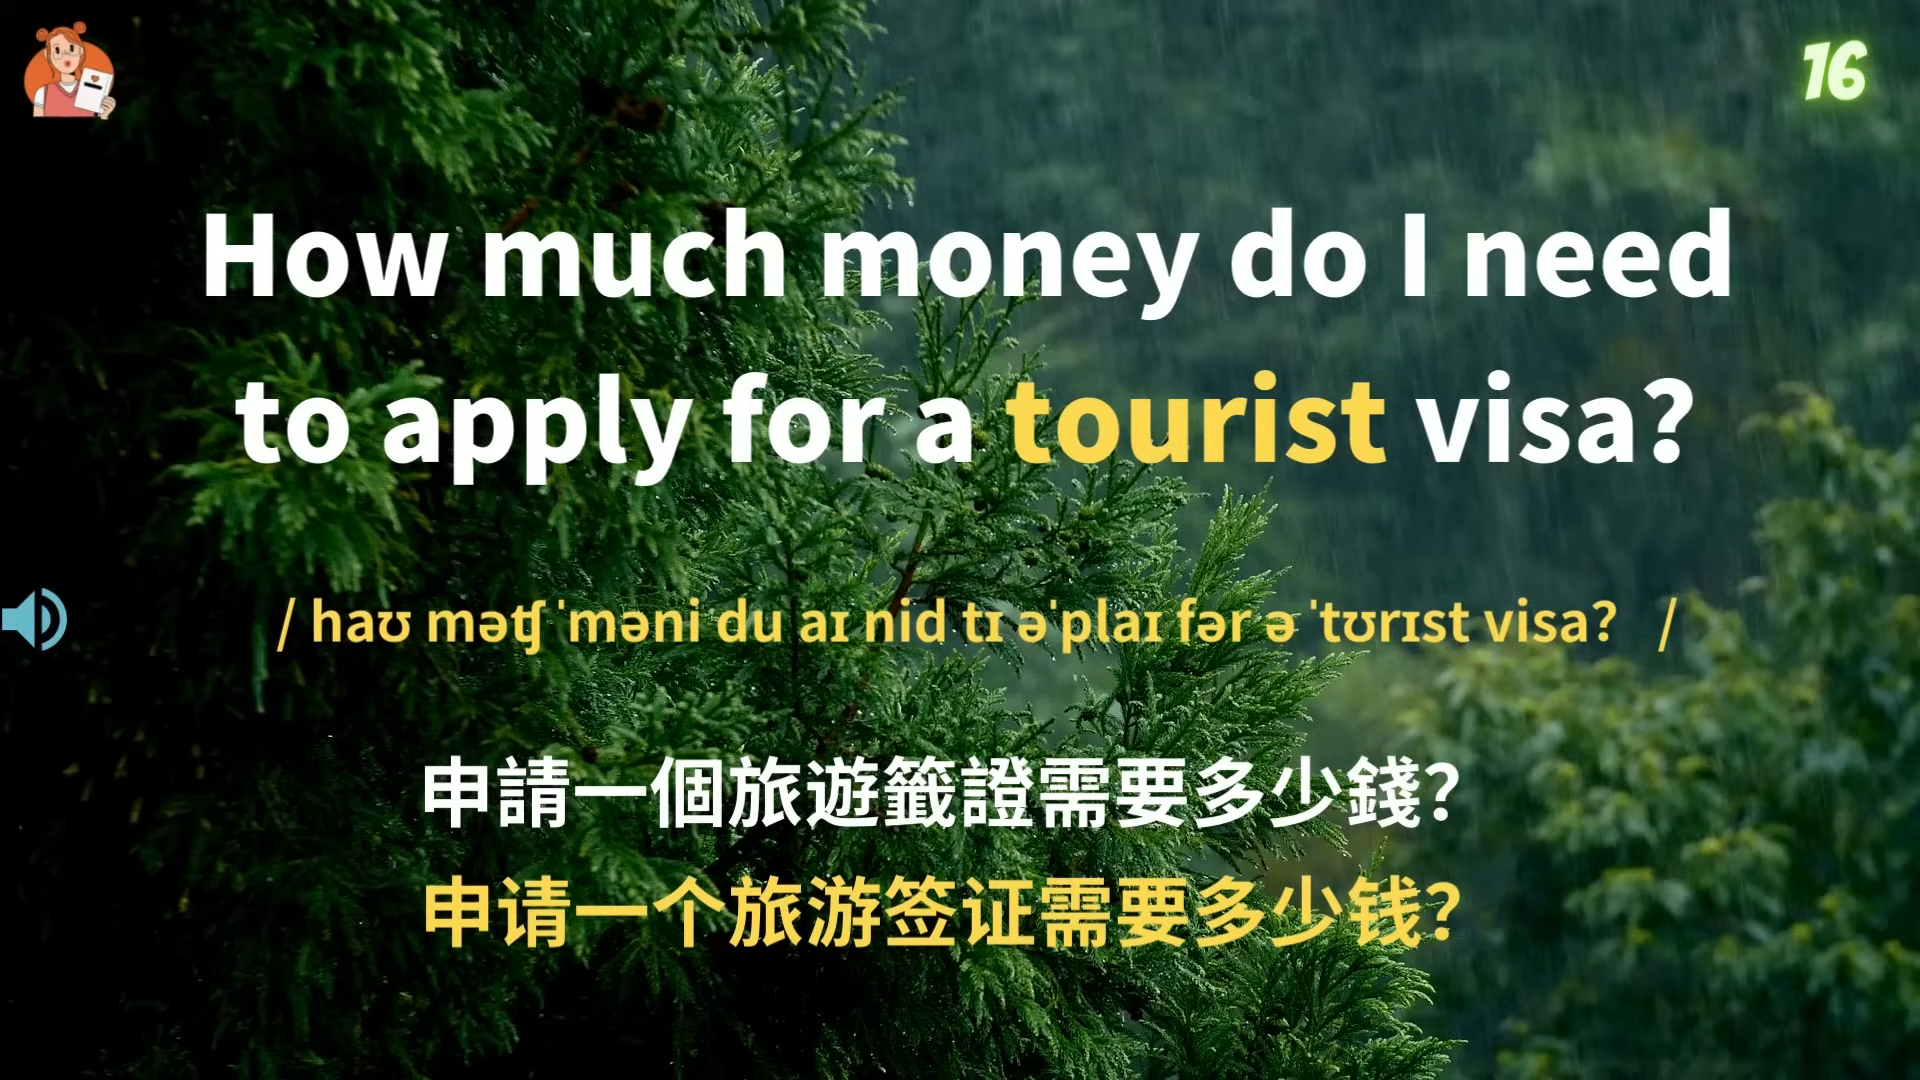 16
How much money do I need
to apply for a tourist visa?
/ haʊ məʧ ˈməni du aɪ nid tɪ əˈplaɪ fər ə ˈtʊrɪst visa? /
申請一個旅遊籤證需要多少錢?
申请一个旅游签证需要多少钱?